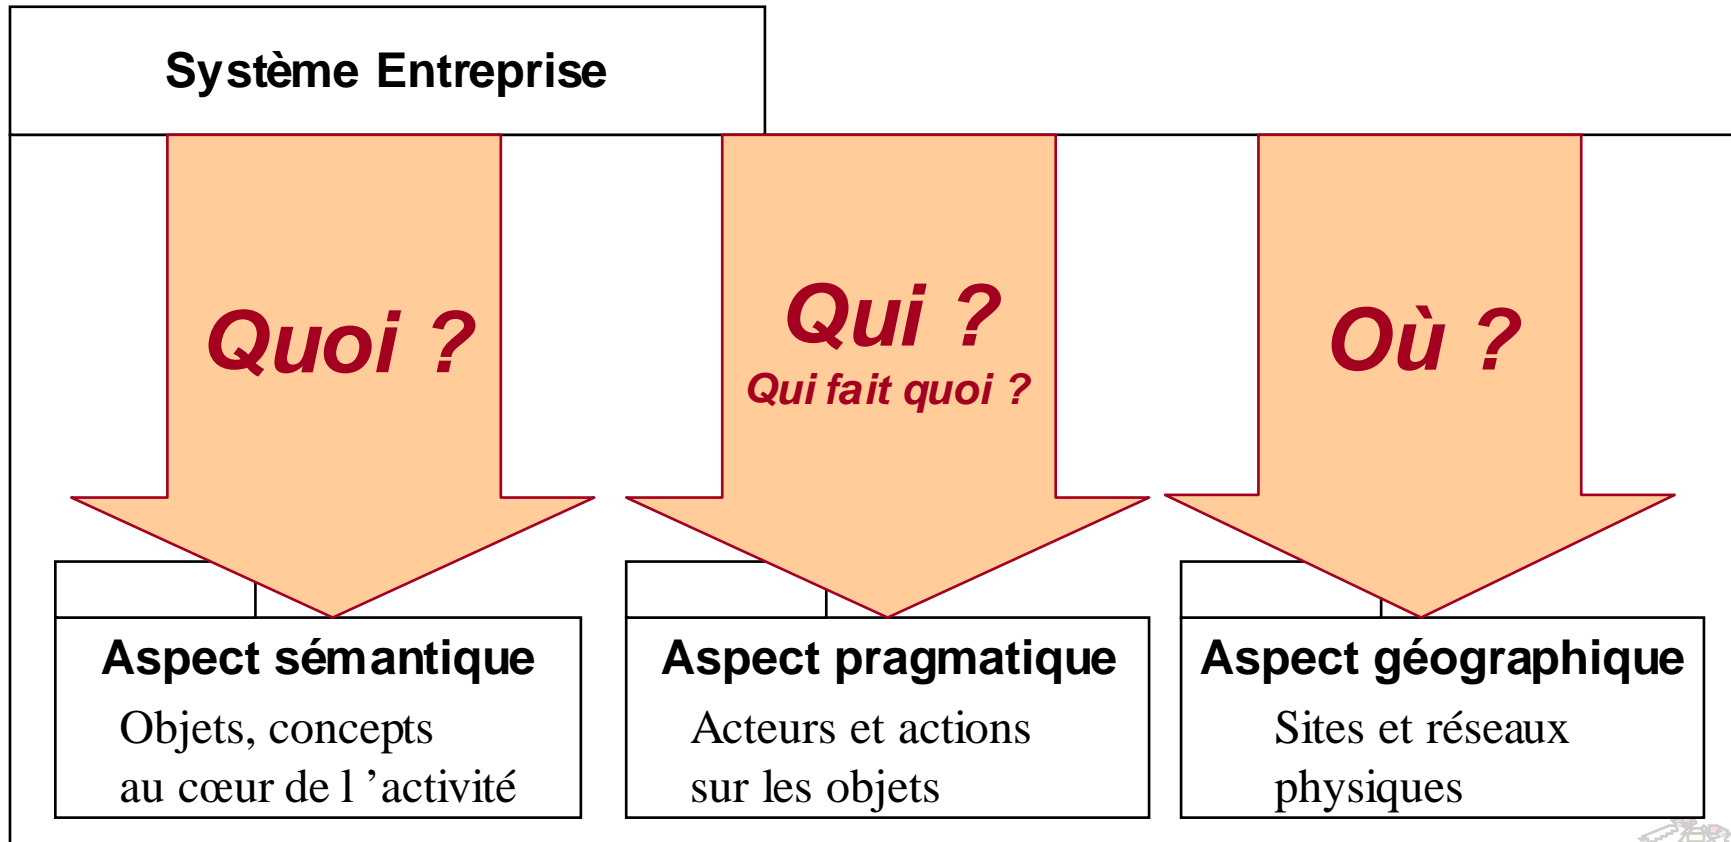 Système Entreprise
Quoi ?
Qui ?
Qui fait quoi ?
Où ?
Aspect sémantique
Objets, concepts
au cœur de l ’activité
Aspect pragmatique
Acteurs et actions
sur les objets
Aspect géographique
Sites et réseaux
physiques